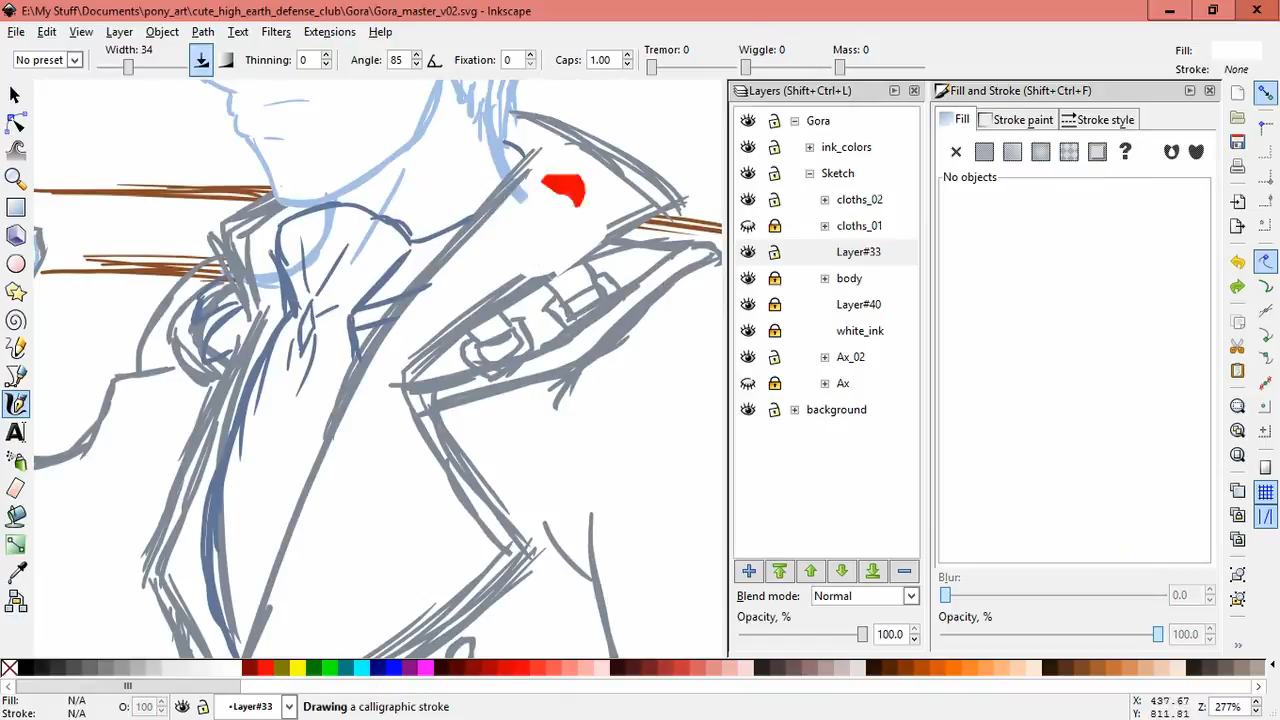 E:\My Stuff\Documents\pony_art\cute_high_earth_defense_club\Gora\Gora_master_v02.svg - Inkscape
File Edit View Layer Object Path Text Filters Extensions Help
No preset Width: 34 Thinning: 0 Angle: 85 Fixation: 0 Caps: 1.00 Tremor: 0 Wiggle: 0 Mass: 0 Fill:
Stroke: None
Layers (Shift+Ctrl+L) Fill and Stroke (Shift+Ctrl+F)
Gora Fill Stroke paint Stroke style
ink_colors
Sketch No objects
cloths_02
cloths_01
Layer#33
body
Layer#40
white_ink
Ax_02
Ax
background
Blend mode: Normal Blur: 0.0
Opacity, % Opacity, %
100.0 100.0
Fill: N/A O: 100 •Layer#33 Drawing a calligraphic stroke X: 437.67 Z: 277%
Stroke: N/A Y: 811.81